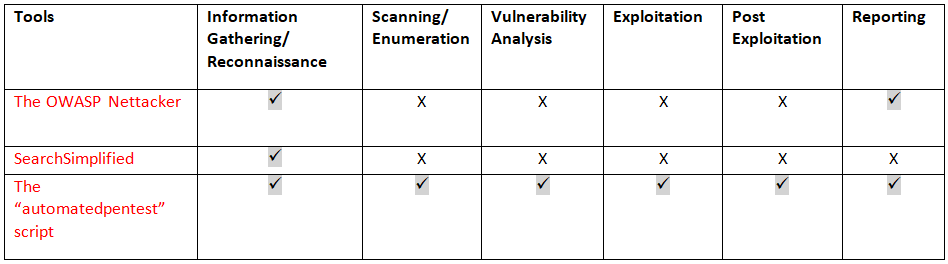 Tools
Information
Gathering/
Reconnaissance
Scanning/
Enumeration
Vulnerability
Analysis
Exploitation
Post
Exploitation
Reporting
The OWASP Nettacker
✓
X
X
X
X
✓
SearchSimplified
✓
X
X
X
X
X
The
“automatedpentest”
script
✓
✓
✓
✓
✓
✓